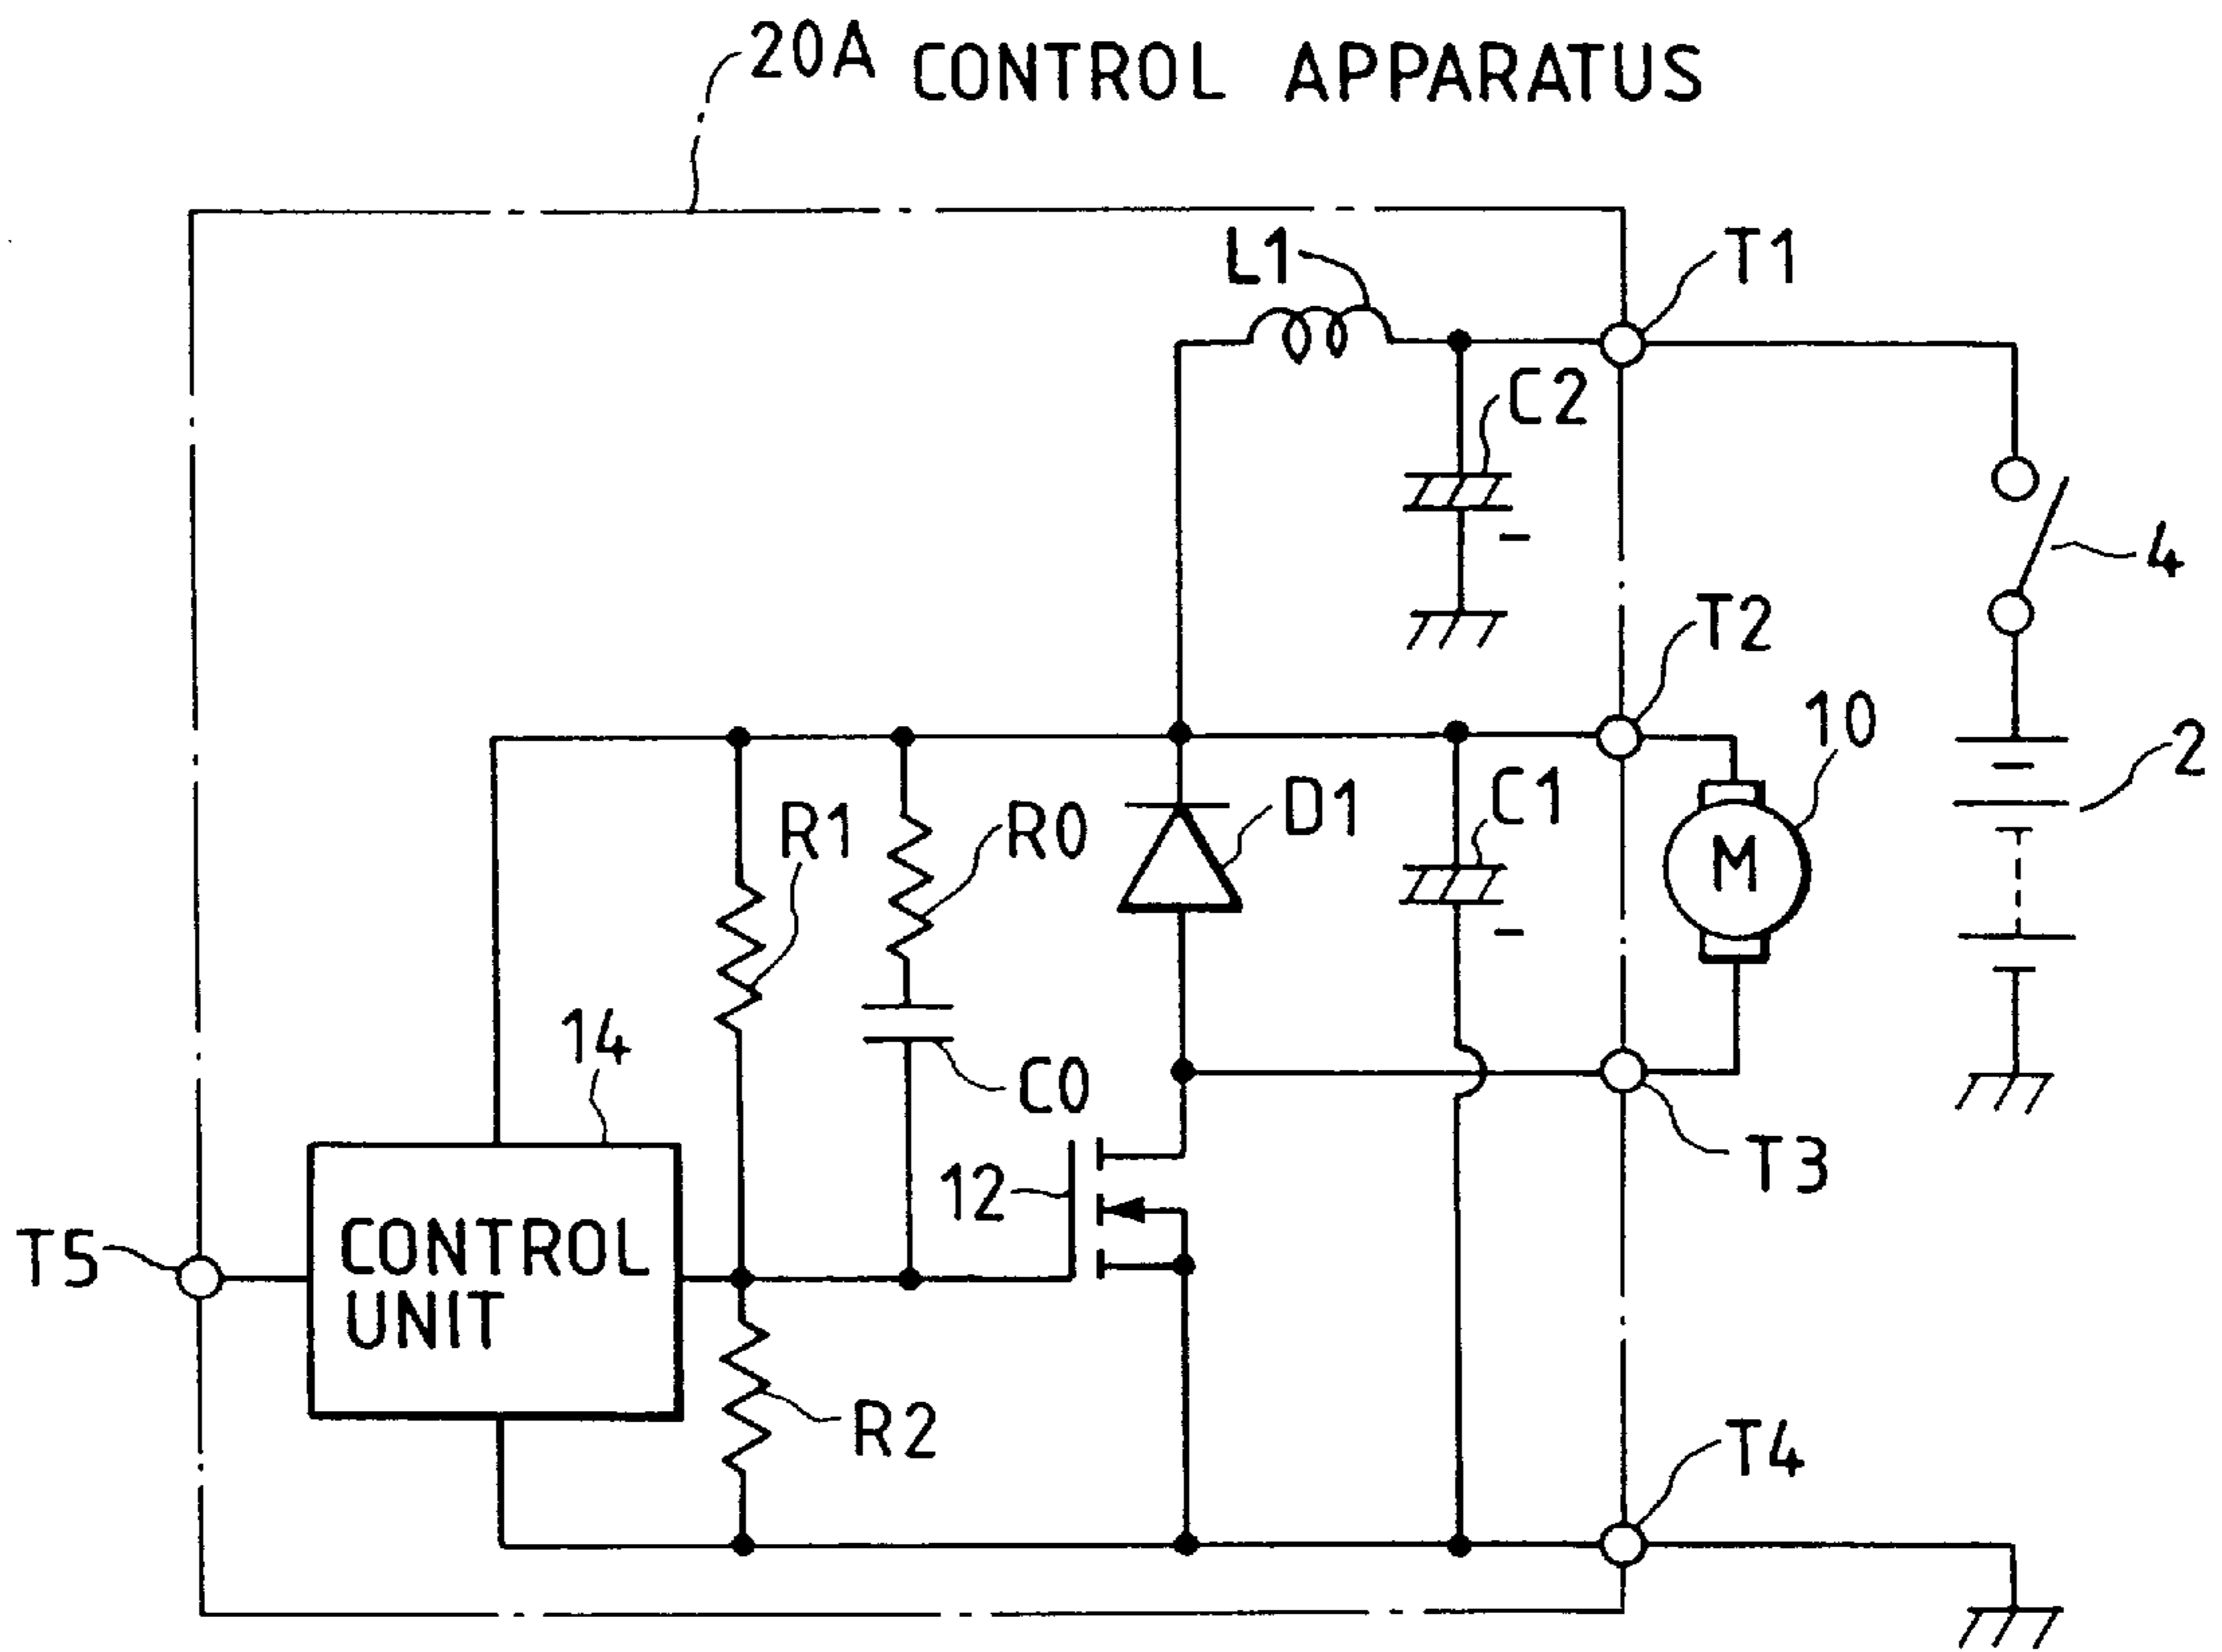 20A CONTROL APPARATUS
L1
T1
C2
4
T2
10
2
R1
R0
D1
C1
M
14
C0
12
T3
T5
CONTROL
UNIT
R2
T4